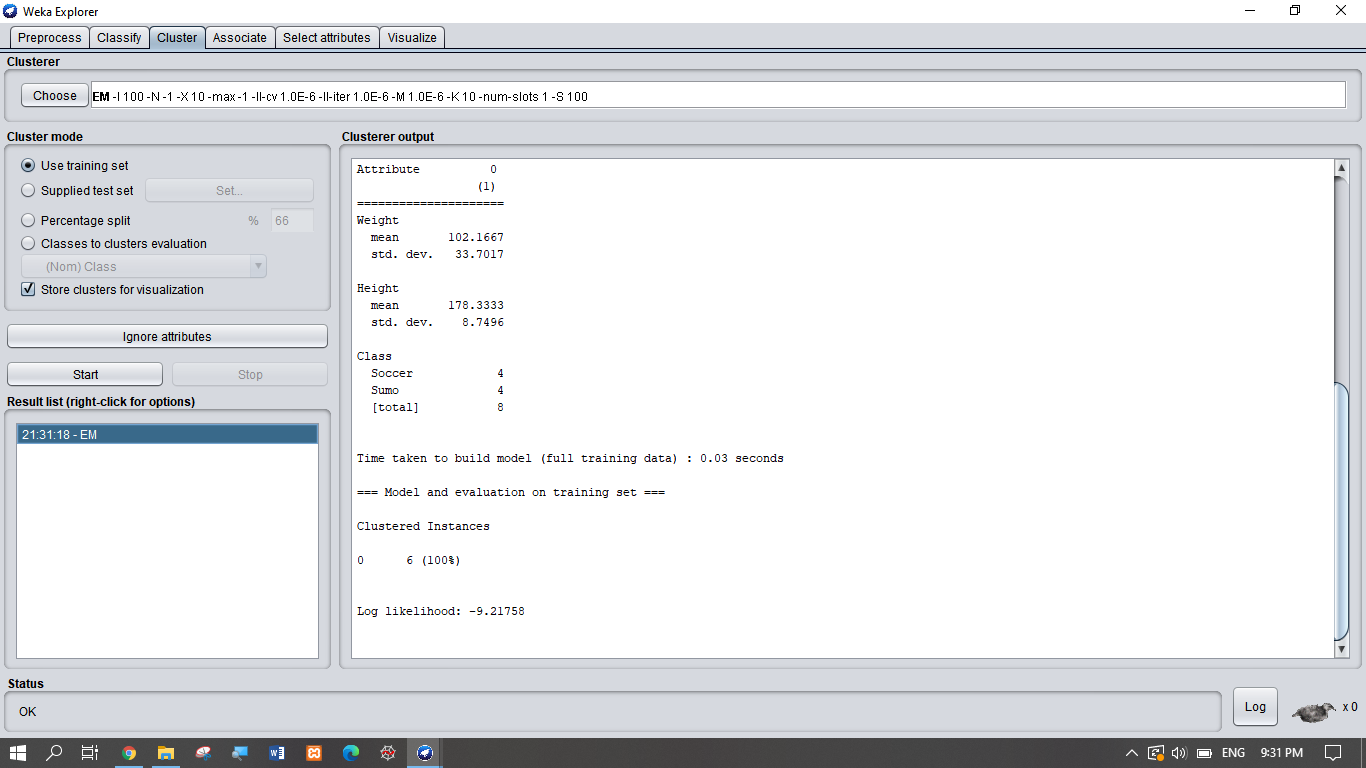 Weka Explorer
Preprocess Classify Cluster Associate Select attributes Visualize
Clusterer
Choose EM -I 100 -N -1 -X 10 -max -1 -ll-cv 1.0E-6 -ll-iter 1.0E-6 -M 1.0E-6 -K 10 -num-slots 1 -S 100
Cluster mode
Use training set
Supplied test set Set...
Percentage split % 66
Classes to clusters evaluation
(Nom) Class
Store clusters for visualization
Ignore attributes
Start Stop
Result list (right-click for options)
21:31:18 - EM
Clusterer output
Attribute 0
(1)
=====================
Weight
mean 102.1667
std. dev. 33.7017
Height
mean 178.3333
std. dev. 8.7496
Class
Soccer 4
Sumo 4
[total] 8
Time taken to build model (full training data) : 0.03 seconds
=== Model and evaluation on training set ===
Clustered Instances
0 6 (100%)
Log likelihood: -9.21758
Status
OK
Log x 0
ENG 9:31 PM